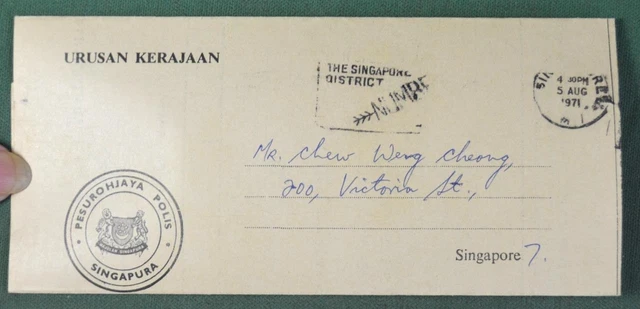 URUSAN KERAJAAN
THE SINGAPORE
DISTRICT
4 30PM
5 AUG
1971
Mr. Chew Weng Cheong,
200, Victoria St.,
Singapore 7.
PESUROHJAYA POLIS
SINGAPURA